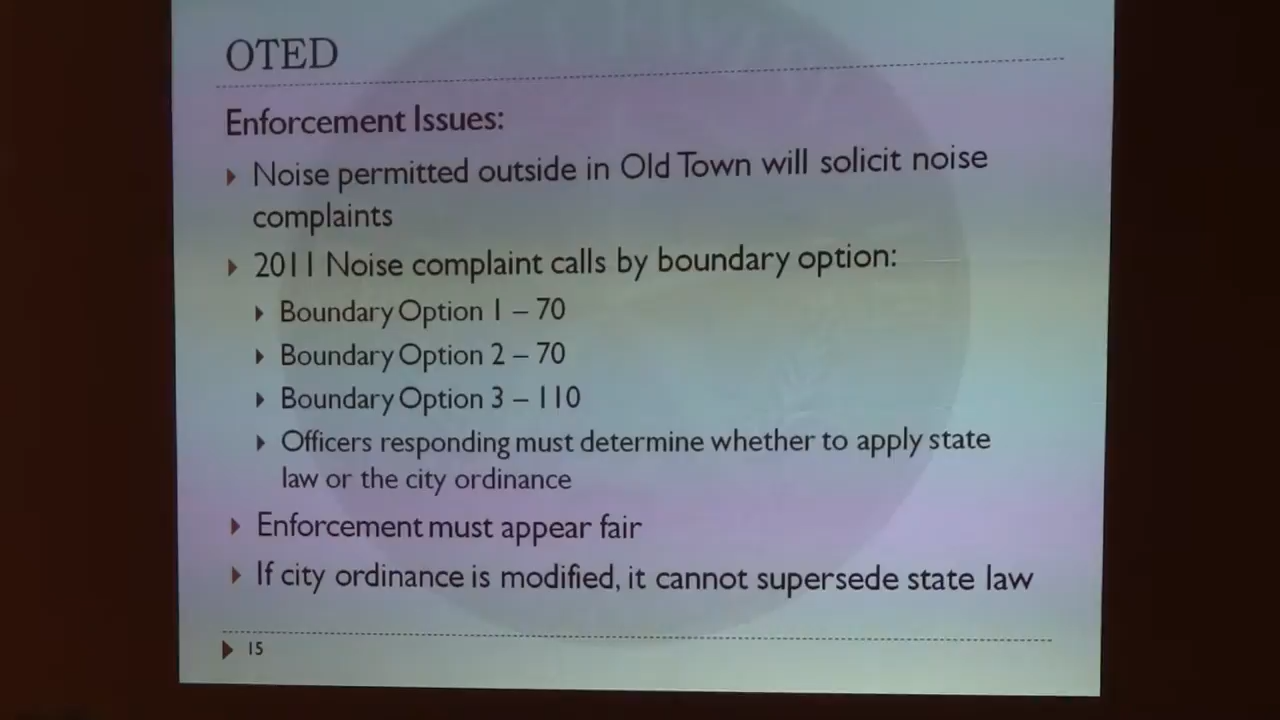 OTED
Enforcement Issues:
Noise permitted outside in Old Town will solicit noise
complaints
2011 Noise complaint calls by boundary option:
Boundary Option 1 – 70
Boundary Option 2 – 70
Boundary Option 3 – 110
Officers responding must determine whether to apply state
law or the city ordinance
Enforcement must appear fair
If city ordinance is modified, it cannot supersede state law
15